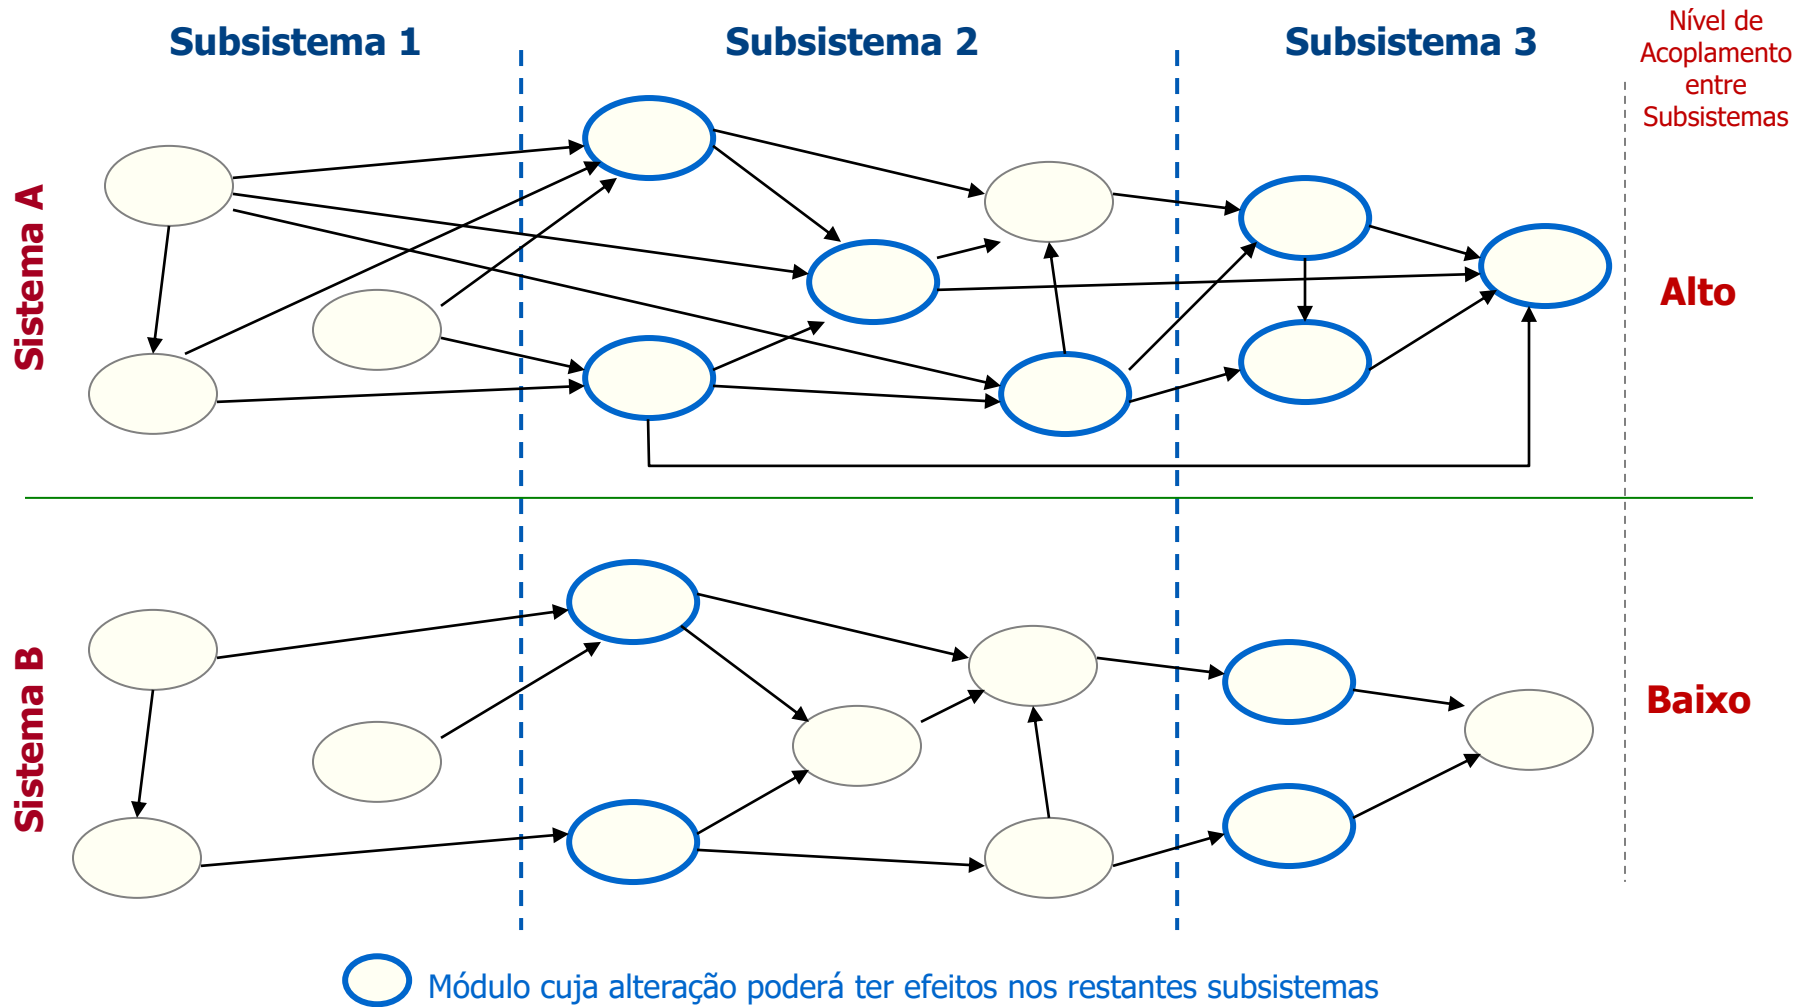 Subsistema 1
Subsistema 2
Subsistema 3
Nível de
Acoplamento
entre
Subsistemas
Sistema A
Alto
Sistema B
Baixo
Módulo cuja alteração poderá ter efeitos nos restantes subsistemas